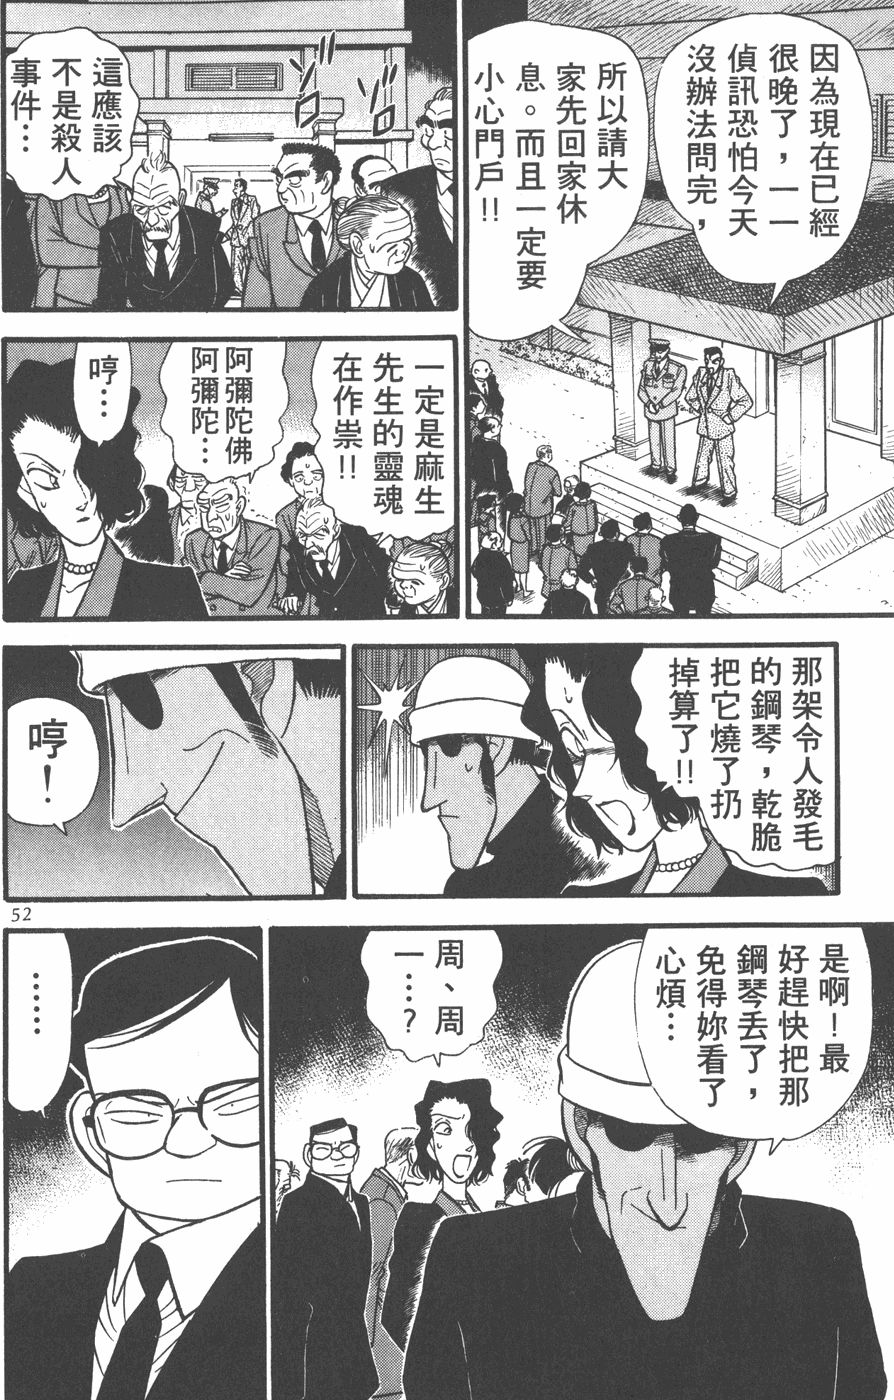 因為現在已經
很晚了，一一
偵訊恐怕今天
沒辦法問完，
所以請大
家先回家休
息。而且一定要
小心門戶!!
ゾロ
ゾロ
這應該
不是殺人
事件…
一定是麻生
先生的靈魂
在作祟!!
阿彌陀佛
阿彌陀…
哼…
那架令人發毛
的鋼琴，乾脆
把它燒了扔
掉算了!!
哼！
52
是啊！最
好趕快把那
鋼琴丟了，
免得妳看了
心煩…
周、周
一…?
……